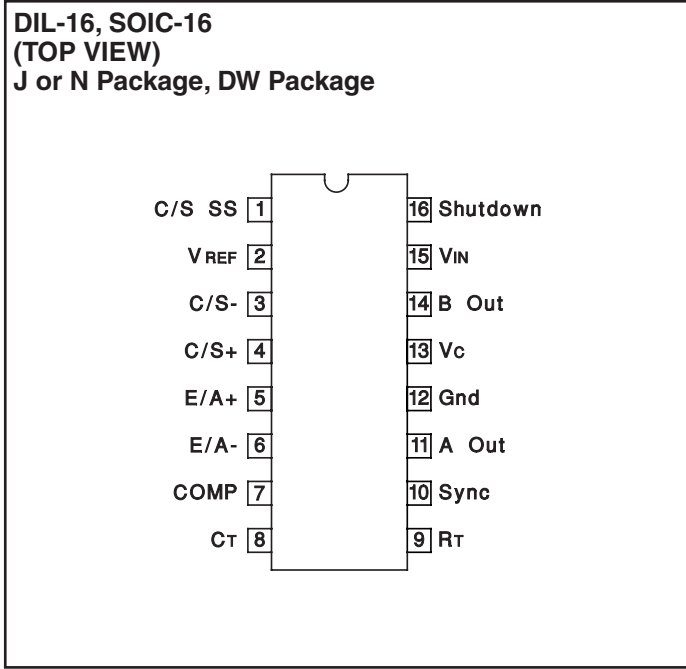 DIL-16, SOIC-16
(TOP VIEW)
J or N Package, DW Package
C/S SS 1 16 Shutdown
VREF 2 15 VIN
C/S- 3 14 B Out
C/S+ 4 13 VC
E/A+ 5 12 Gnd
E/A- 6 11 A Out
COMP 7 10 Sync
CT 8 9 RT